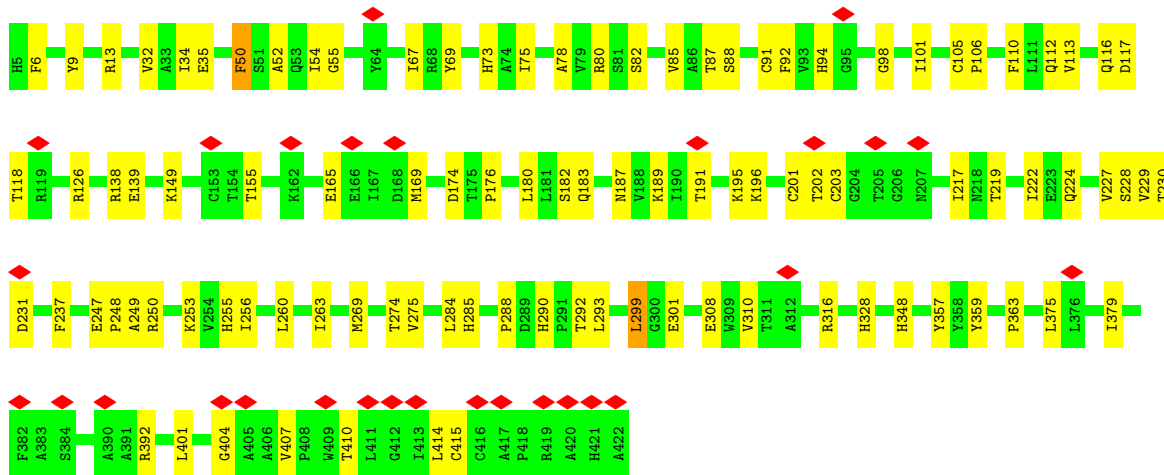 H5 F6 Y9 R13 V32 A33 I34 E35 F50 S51 A52 Q53 I54 G55 Y64 I67 R68 Y69 H73 A74 I75 A78 V79 R80 S81 S82 V85 A86 T87 S88 C91 F92 V93 H94 G95 G98 I101 C105 P106 F110 L111 Q112 V113 Q116 D117
T118 R119 R126 R138 E139 K149 C153 T154 T155 K162 E165 E166 I167 D168 M169 D174 T175 P176 L180 L181 S182 Q183 N187 V188 K189 I190 T191 K195 K196 C201 T202 C203 G204 T205 G206 N207 I217 N218 T219 I222 E223 Q224 V227 S228 V229 T230
D231 F237 E247 P248 A249 R250 K253 V254 H255 I256 L260 I263 M269 T274 V275 L284 H285 P288 D289 H290 P291 T292 L293 L299 G300 E301 E308 W309 V310 T311 A312 R316 H328 H348 Y357 Y358 Y359 P363 L375 L376 I379
F382 A383 S384 A390 A391 R392 L401 G404 A405 A406 V407 P408 W409 T410 L411 G412 I413 L414 C415 C416 A417 P418 R419 A420 H421 A422